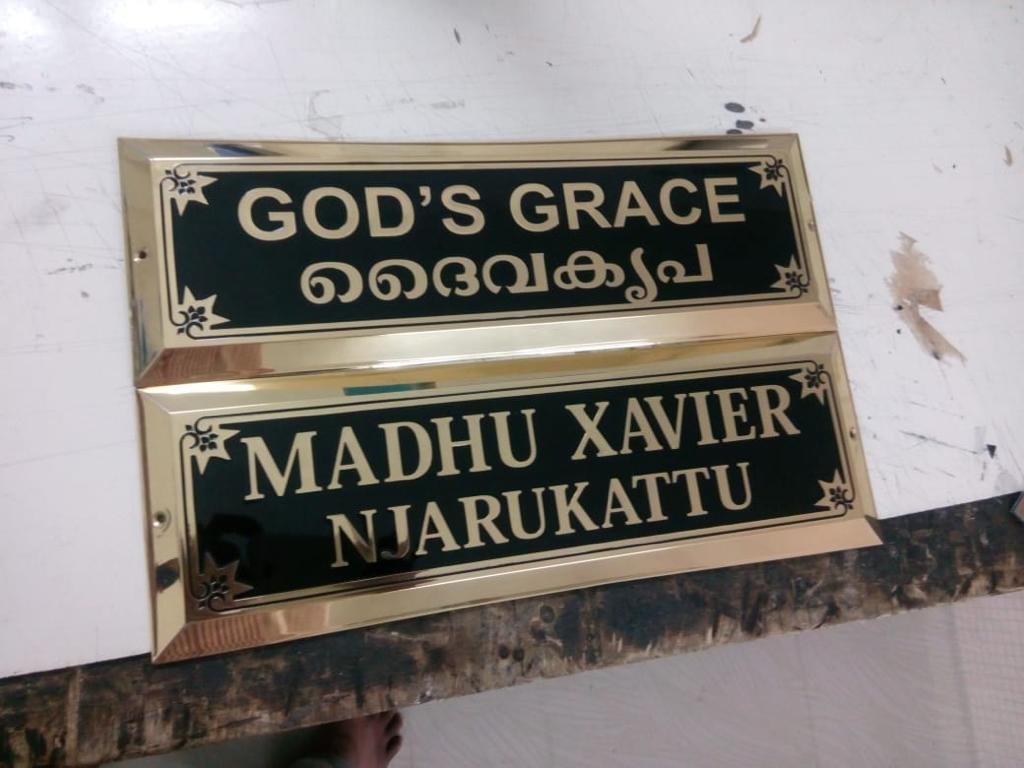 GOD'S GRACE
ദൈവകൃപ
MADHU XAVIER
NJARUKATTU